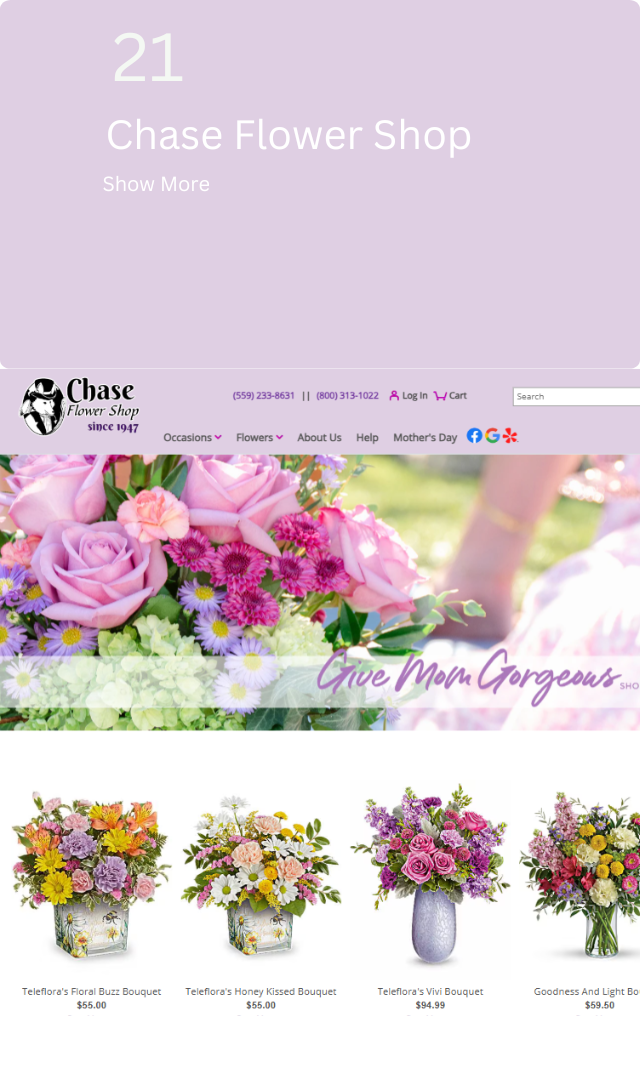 21
Chase Flower Shop
Show More
Chase
Flower Shop
since 1947
(559) 233-8631 || (800) 313-1022 Log In Cart
Search
Occasions Flowers About Us Help Mother's Day
Give Mom Gorgeous SHO
Teleflora's Floral Buzz Bouquet
$55.00
Teleflora's Honey Kissed Bouquet
$55.00
Teleflora's Vivi Bouquet
$94.99
Goodness And Light Bo
$59.50